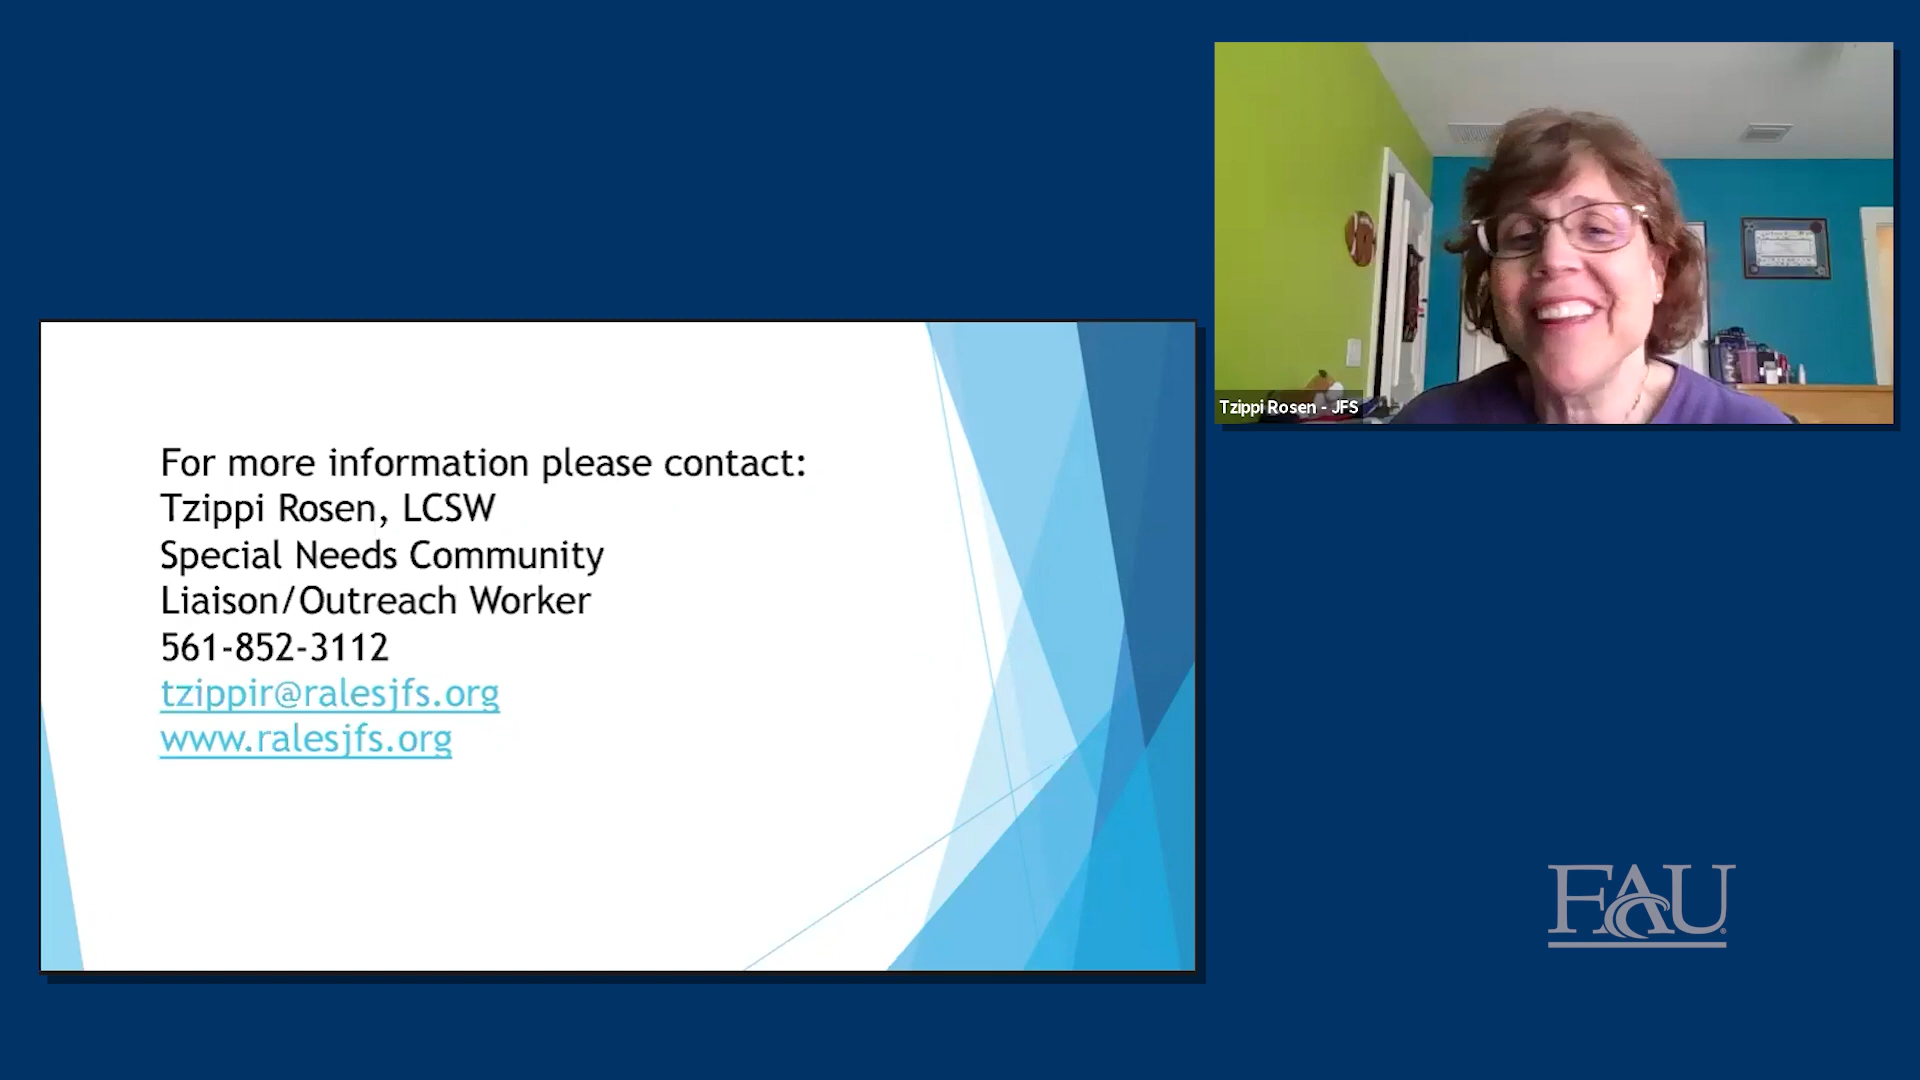 For more information please contact:
Tzippi Rosen, LCSW
Special Needs Community
Liaison/Outreach Worker
561-852-3112
tzippir@ralesjfs.org
www.ralesjfs.org
Tzippi Rosen - JFS
FAU